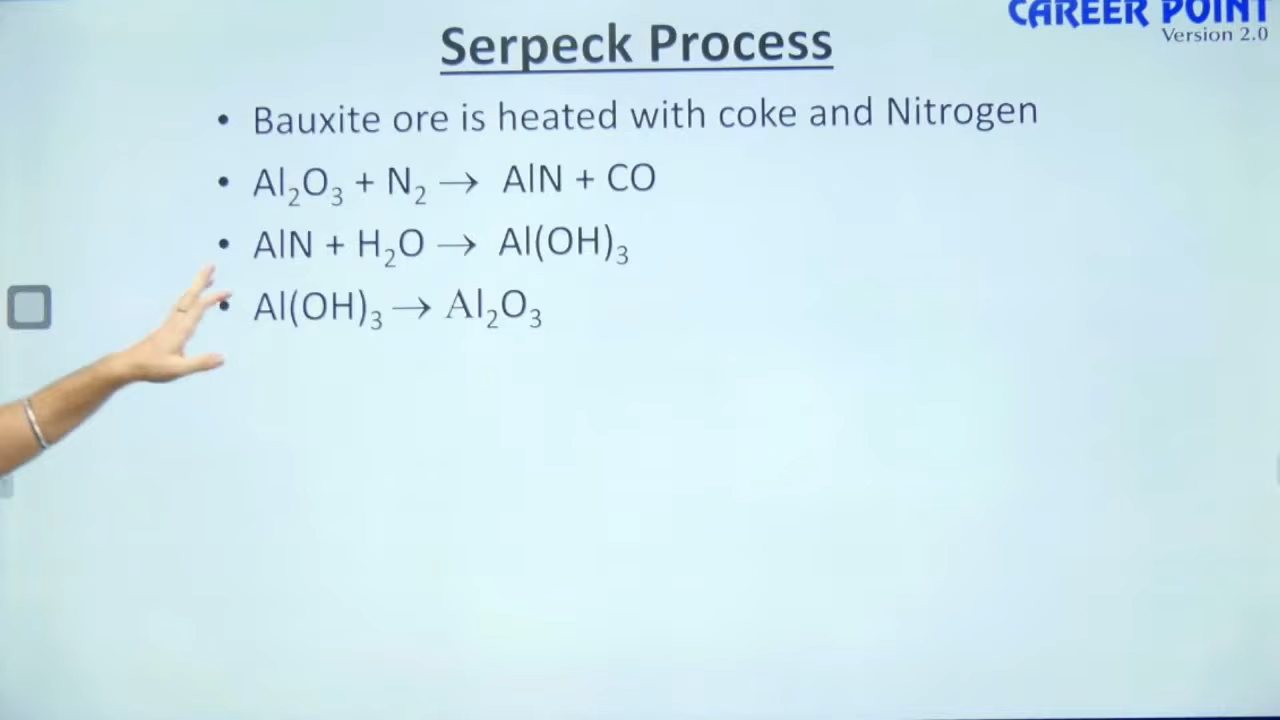 CAREER POINT
Version 2.0
Serpeck Process
• Bauxite ore is heated with coke and Nitrogen
• Al₂O₃ + N₂ → AlN + CO
• AlN + H₂O → Al(OH)₃
• Al(OH)₃ → Al₂O₃